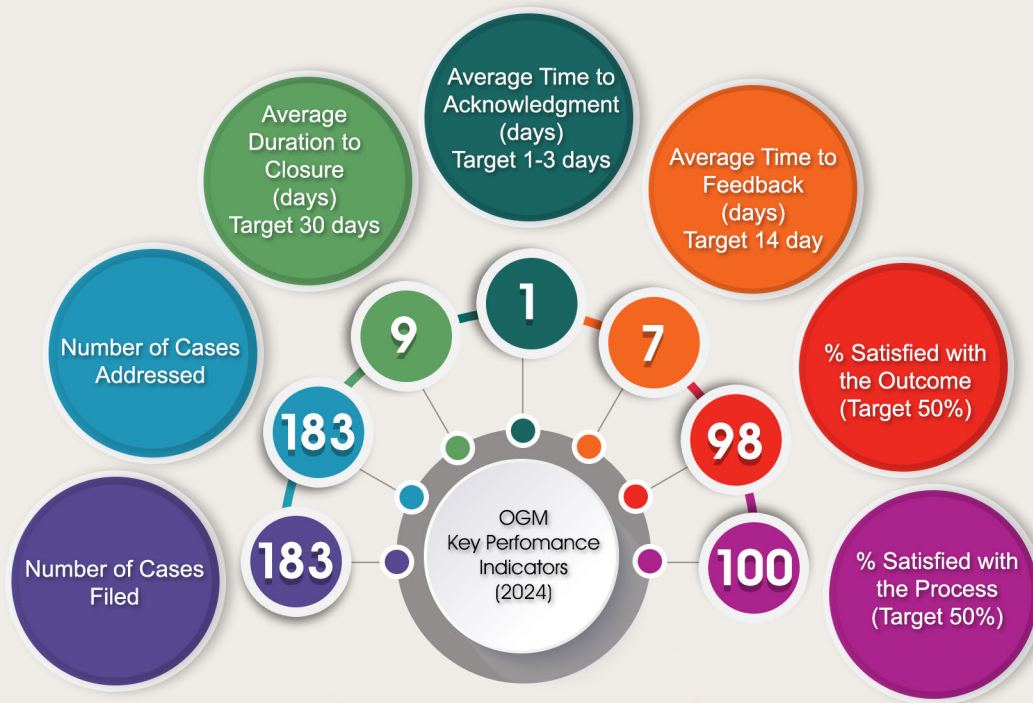 Average Time to
Acknowledgment
(days)
Target 1-3 days
Average
Duration to
Closure
(days)
Target 30 days
Average Time to
Feedback
(days)
Target 14 day
Number of Cases
Addressed
% Satisfied with
the Outcome
(Target 50%)
Number of Cases
Filed
% Satisfied with
the Process
(Target 50%)
183
183
9
1
7
98
100
OGM
Key Perfomance
Indicators
(2024)